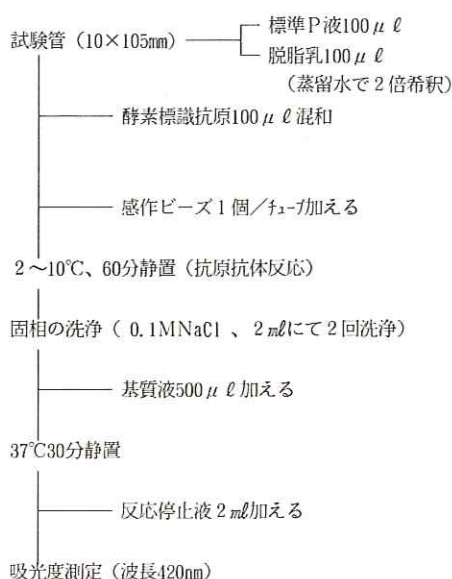 標準P液100μℓ
試験管（10×105mm）
脱脂乳100μℓ
（蒸留水で2倍希釈）
酵素標識抗原100μℓ混和
感作ビーズ1個／ﾁｭｰﾌﾞ加える
2～10℃、60分静置（抗原抗体反応）
固相の洗浄（ 0.1MNaCl 、2mlにて2回洗浄）
基質液500μℓ加える
37℃30分静置
反応停止液2ml加える
吸光度測定（波長420nm）